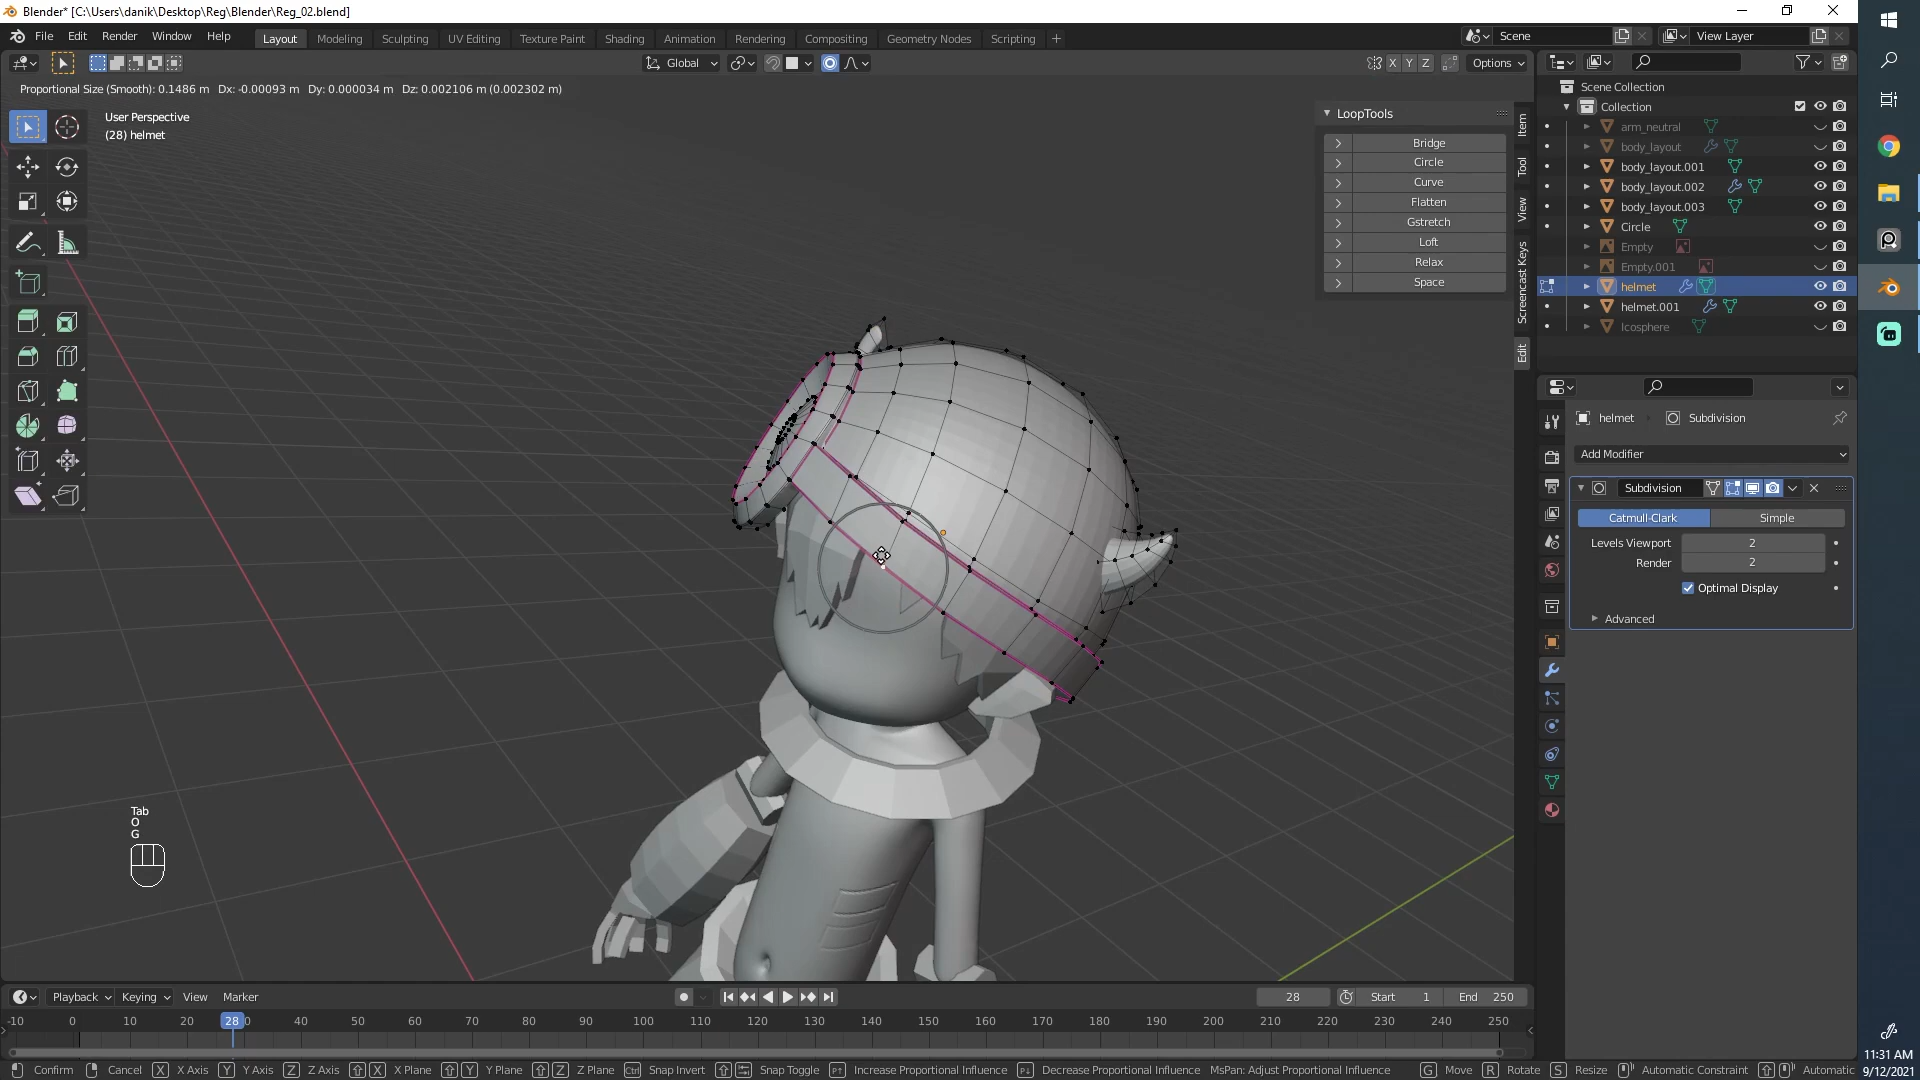 Blender* [C:\Users\danik\Desktop\Reg\Blender\Reg_02.blend]
File Edit Render Window Help Layout Modeling Sculpting UV Editing Texture Paint Shading Animation Rendering Compositing Geometry Nodes Scripting + Scene View Layer
Global X Y Z Options
Proportional Size (Smooth): 0.1486 m Dx: -0.00093 m Dy: 0.000034 m Dz: 0.002106 m (0.002302 m)
User Perspective
(28) helmet
LoopTools
Bridge
Circle
Curve
Flatten
Gstretch
Loft
Relax
Space
Item
Tool
View
Screencast Keys
Edit
Scene Collection
Collection
arm_neutral
body_layout
body_layout.001
body_layout.002
body_layout.003
Circle
Empty
Empty.001
helmet
helmet.001
Icosphere
helmet Subdivision
Add Modifier
Subdivision
Catmull-Clark Simple
Levels Viewport 2
Render 2
Optimal Display
Advanced
Tab
O
G
Playback Keying View Marker 28 Start 1 End 250
-10 0 10 20 28 0 40 50 60 70 80 90 100 110 120 130 140 150 160 170 180 190 200 210 220 230 240 250
Confirm Cancel X X Axis Y Y Axis Z Z Axis X X Plane Y Y Plane Z Z Plane Ctrl Snap Invert Snap Toggle Increase Proportional Influence Decrease Proportional Influence MsPan: Adjust Proportional Influence G Move R Rotate S Resize Automatic Constraint Automatic
11:31 AM
9/12/2021